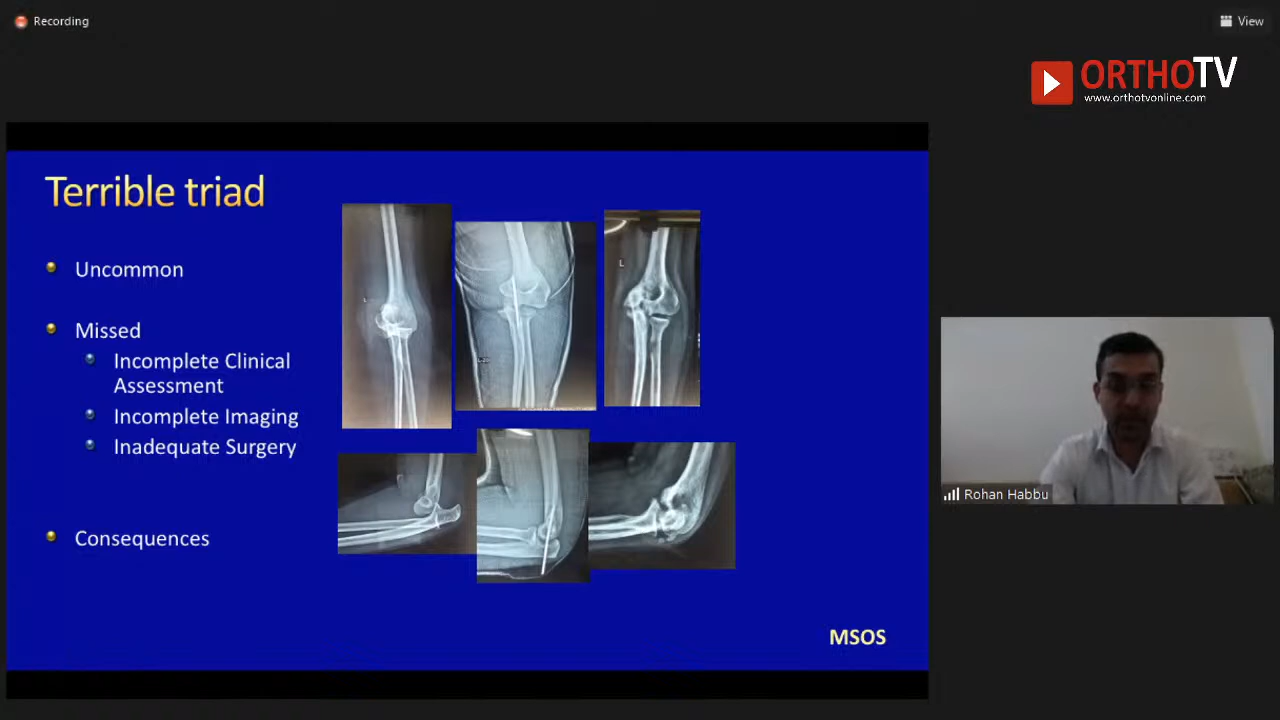 Recording
View
ORTHOTV
www.orthotvonline.com
Terrible triad
Uncommon
Missed
Incomplete Clinical
Assessment
Incomplete Imaging
Inadequate Surgery
Consequences
L
L
MSOS
Rohan Habbu